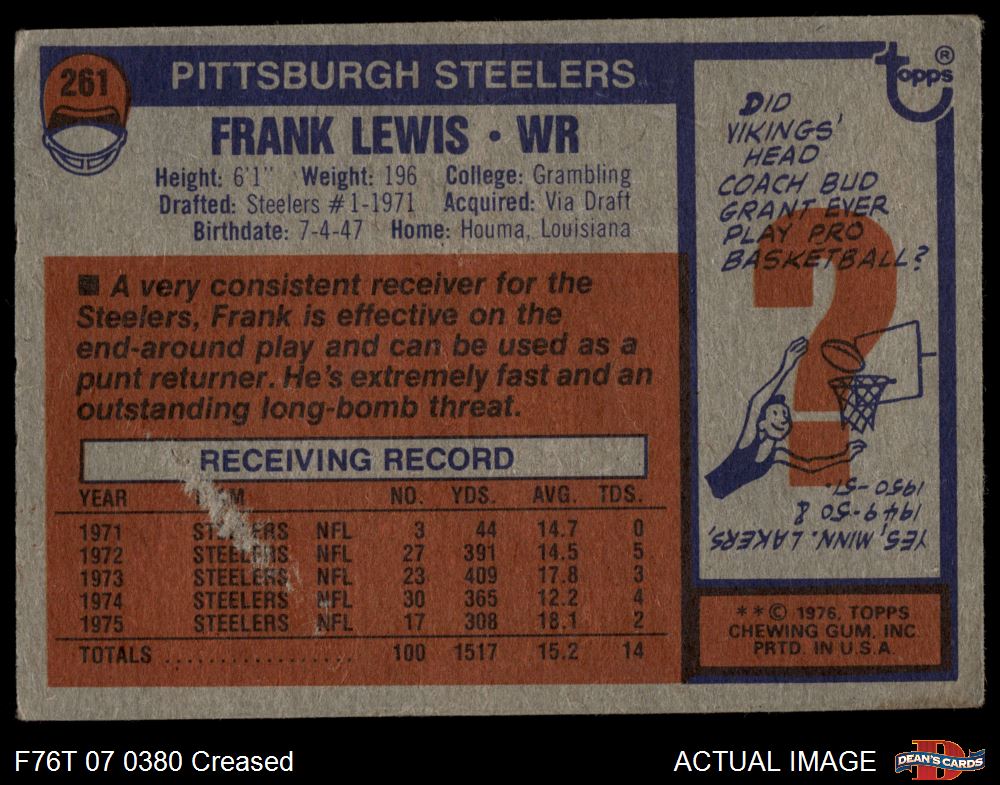 261
PITTSBURGH STEELERS
FRANK LEWIS • WR
Height: 6'1" Weight: 196 College: Grambling
Drafted: Steelers #1-1971 Acquired: Via Draft
Birthdate: 7-4-47 Home: Houma, Louisiana
■ A very consistent receiver for the
Steelers, Frank is effective on the
end-around play and can be used as a
punt returner. He's extremely fast and an
outstanding long-bomb threat.
RECEIVING RECORD
YEAR TEAM NO. YDS. AVG. TDS.
1971 STEELERS NFL 3 44 14.7 0
1972 STEELERS NFL 27 391 14.5 5
1973 STEELERS NFL 23 409 17.8 3
1974 STEELERS NFL 30 365 12.2 4
1975 STEELERS NFL 17 308 18.1 2
TOTALS .................. 100 1517 15.2 14
topps ®
DID
VIKINGS'
HEAD
COACH BUD
GRANT EVER
PLAY PRO
BASKETBALL?
?
YES, MINN. LAKERS,
1949-50 &
1950-51.
**© 1976, TOPPS
CHEWING GUM, INC.
PRTD. IN U.S.A.
F76T 07 0380 Creased
ACTUAL IMAGE
D
DEAN'S CARDS